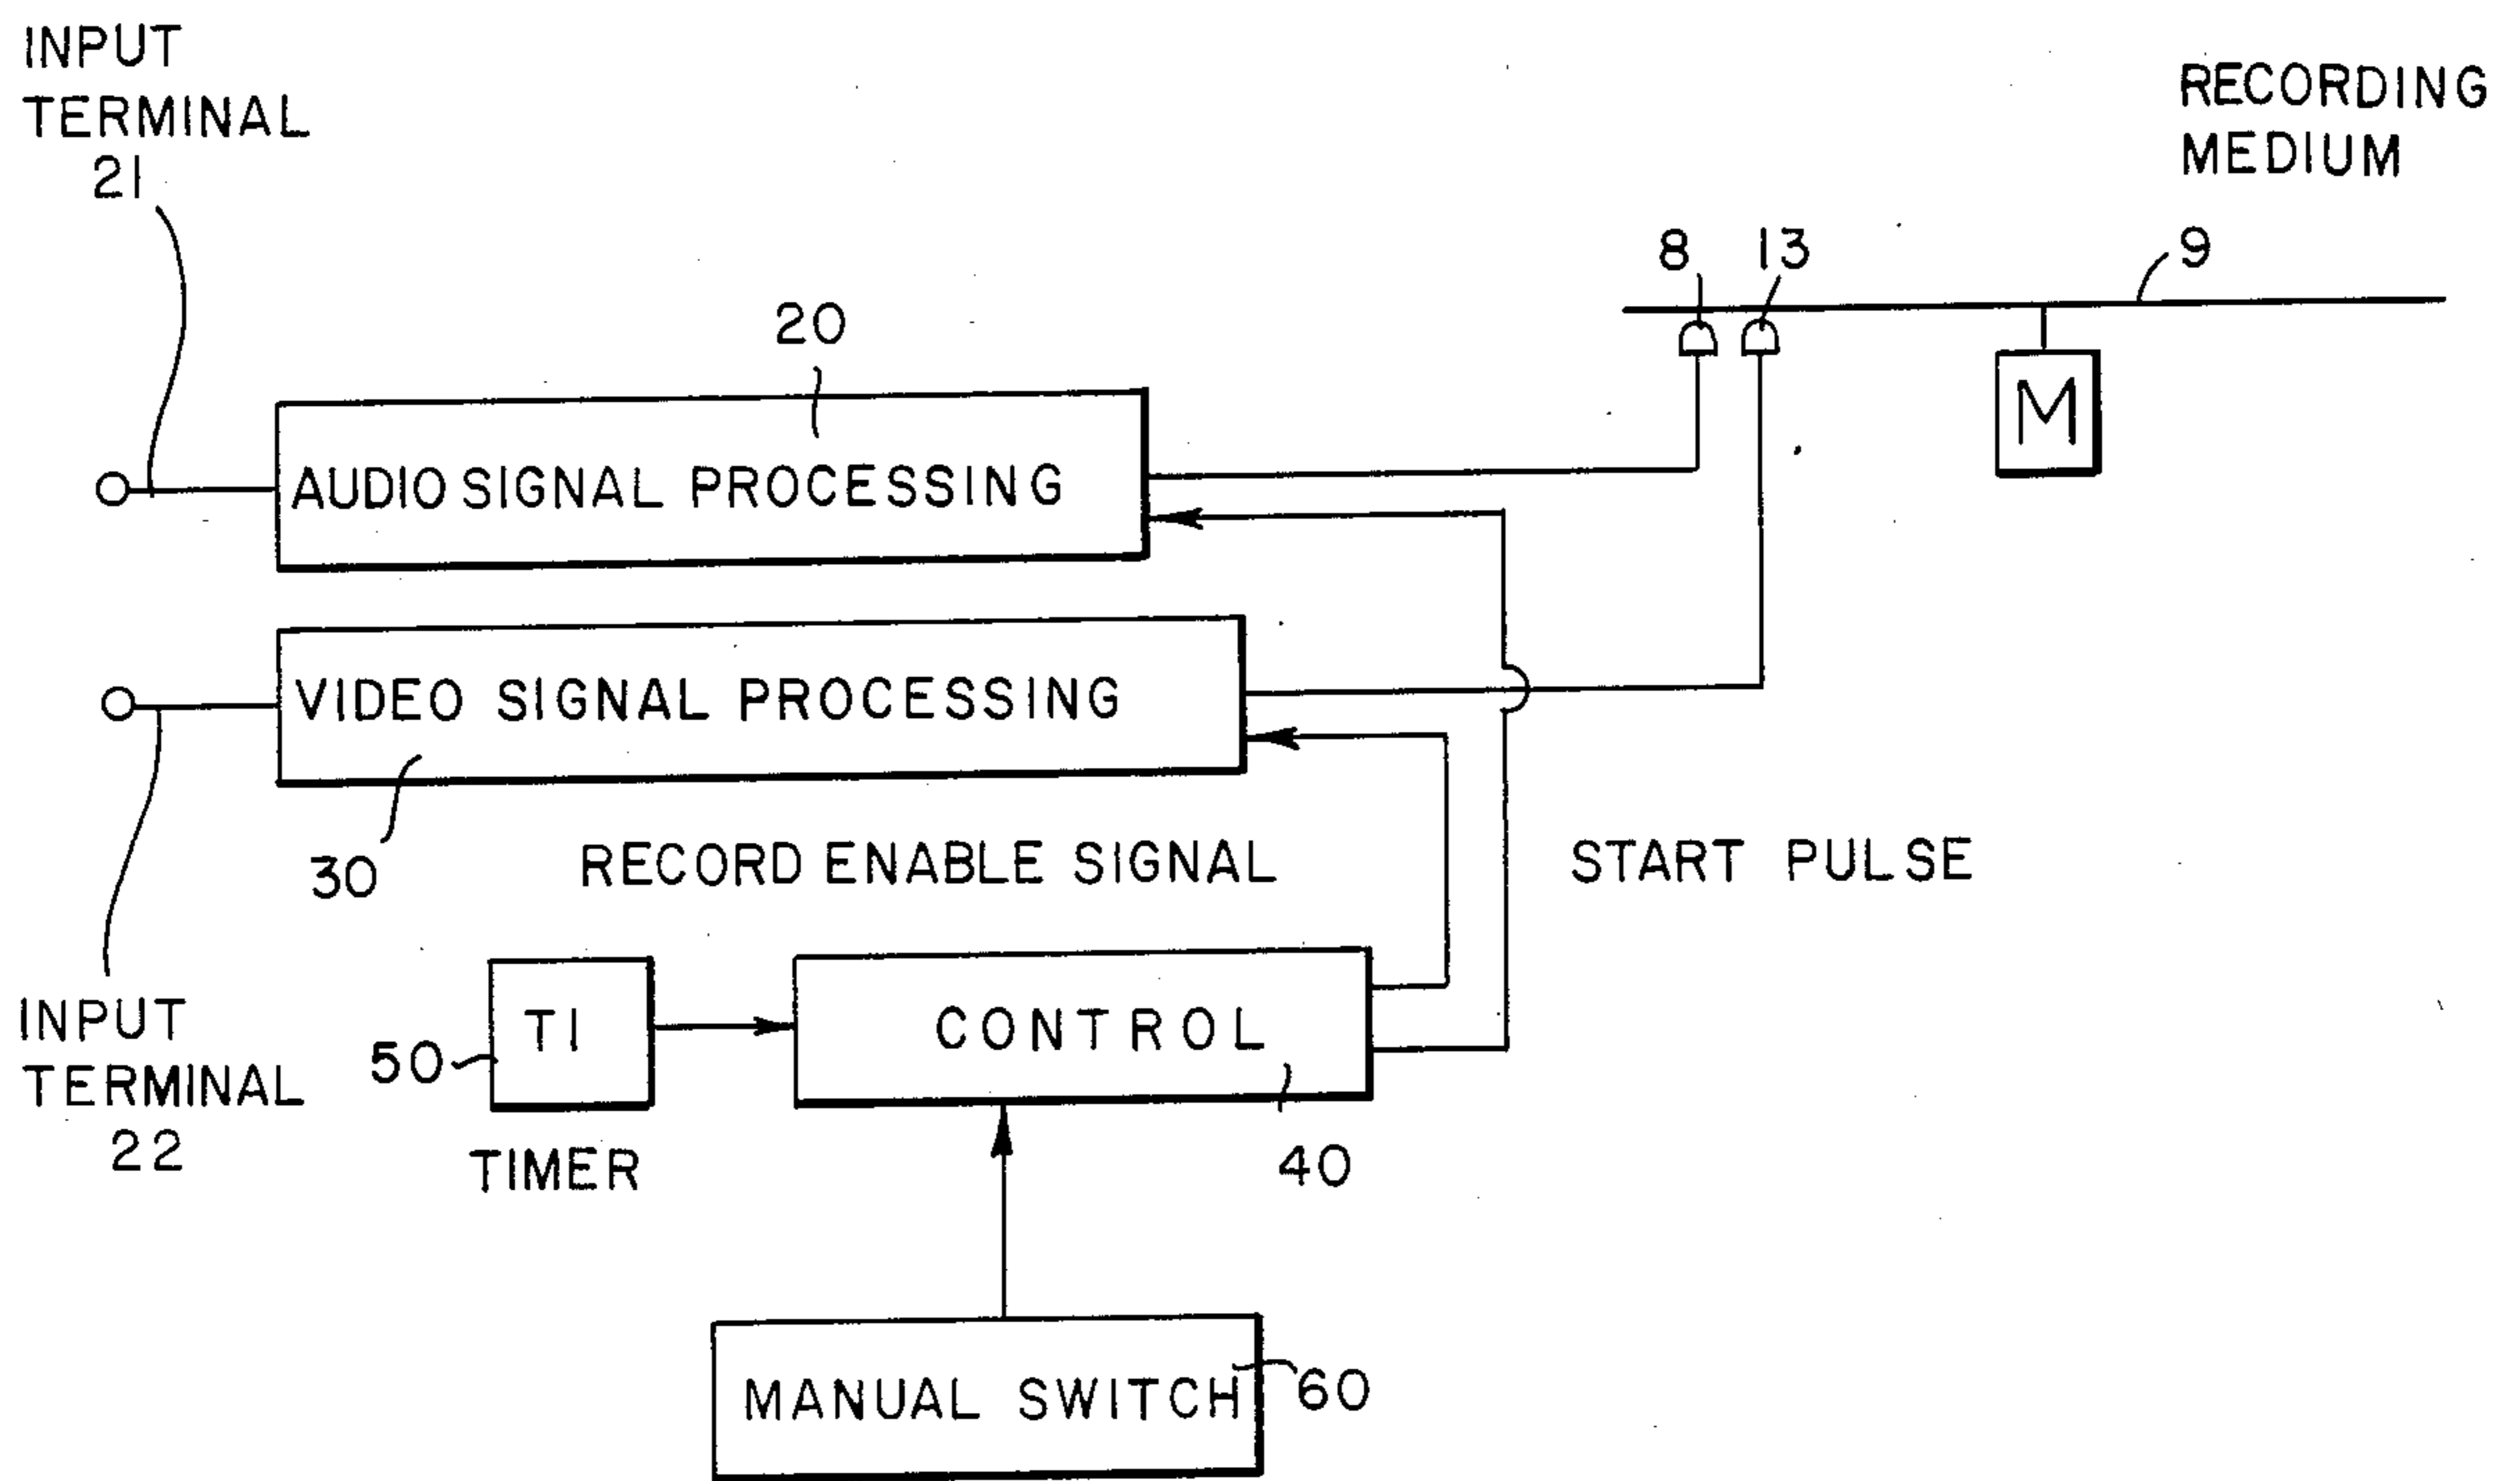 INPUT
TERMINAL
21
RECORDING
MEDIUM
8
13
9
20
M
AUDIO SIGNAL PROCESSING
VIDEO SIGNAL PROCESSING
30
RECORD ENABLE SIGNAL
START PULSE
INPUT
TERMINAL
22
50
TI
TIMER
CONTROL
40
MANUAL SWITCH
60